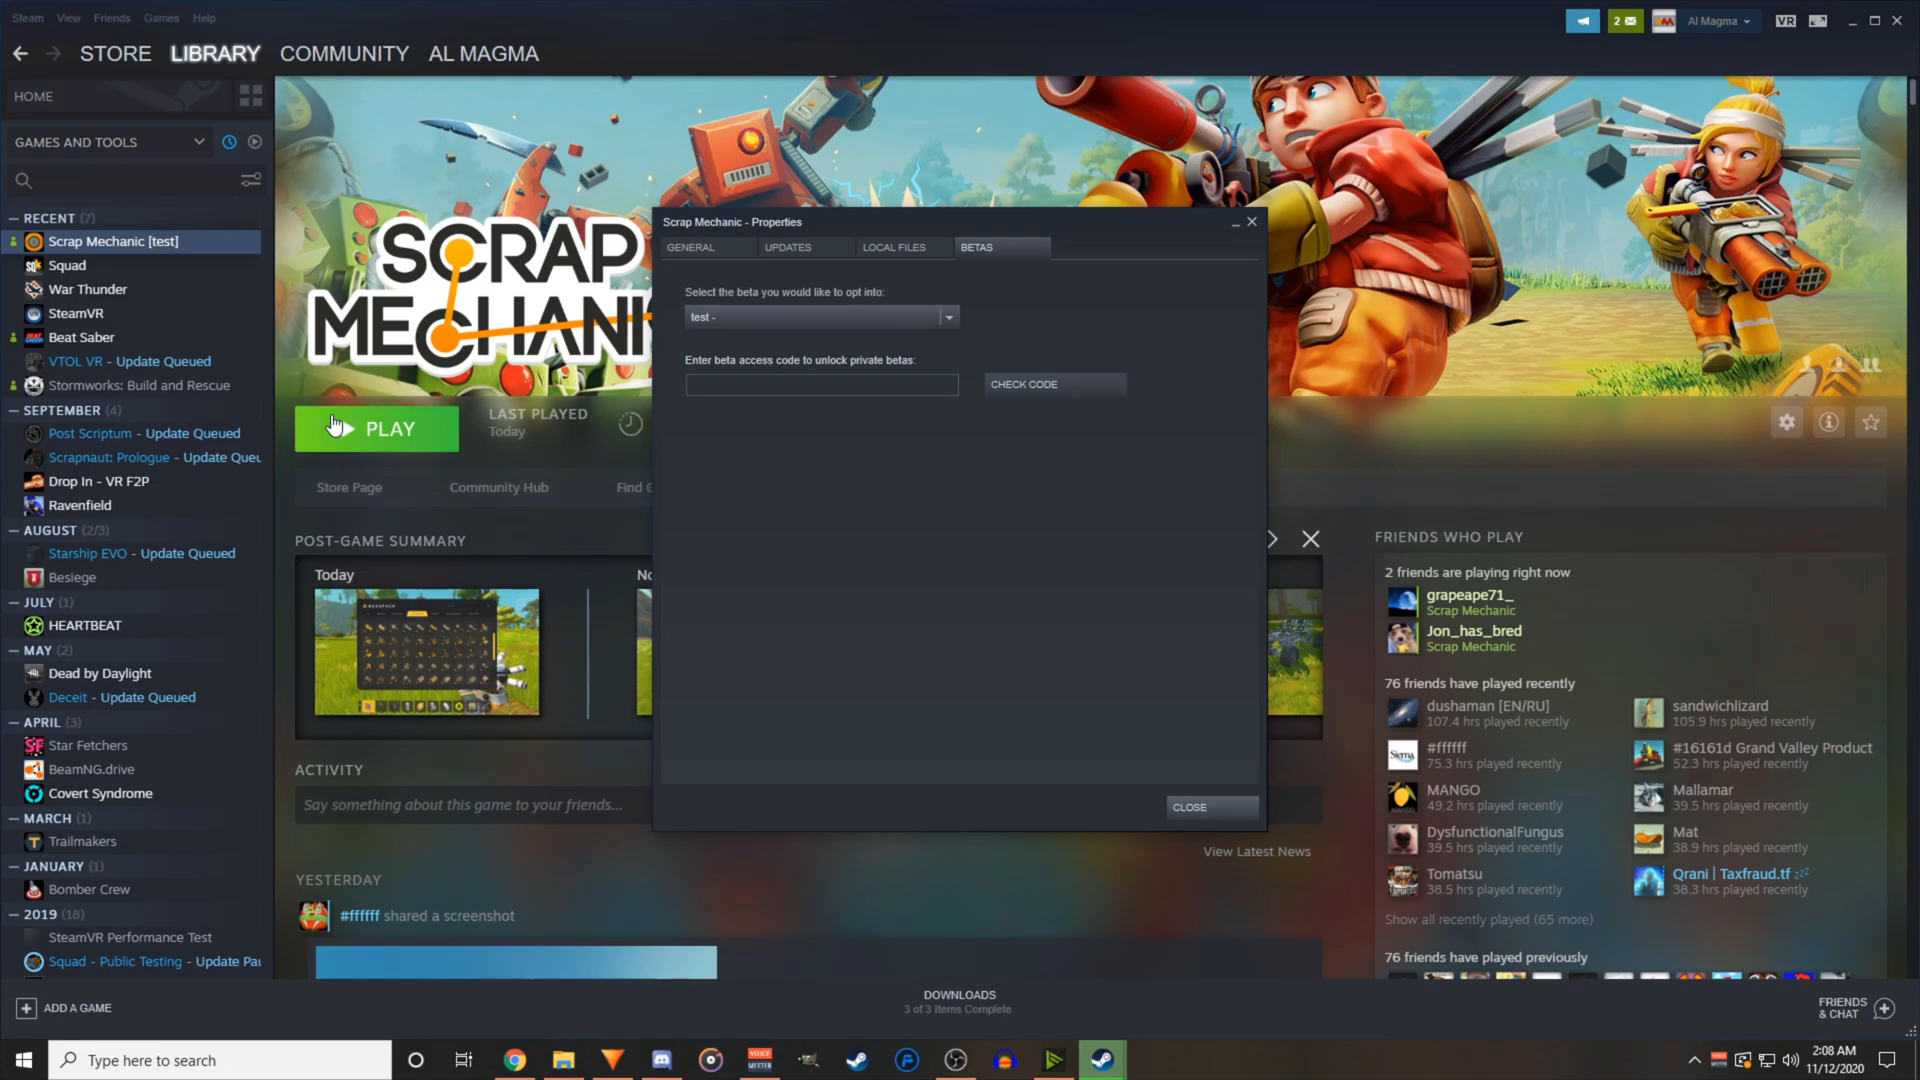 Steam View Friends Games Help
2
Al Magma
VR
STORE LIBRARY COMMUNITY AL MAGMA
HOME
GAMES AND TOOLS
RECENT (7)
Scrap Mechanic [test]
Squad
War Thunder
SteamVR
Beat Saber
VTOL VR - Update Queued
Stormworks: Build and Rescue
SEPTEMBER (4)
Post Scriptum - Update Queued
Scrapnaut: Prologue - Update Queu
Drop In - VR F2P
Ravenfield
AUGUST (2/3)
Starship EVO - Update Queued
Besiege
JULY (1)
HEARTBEAT
MAY (2)
Dead by Daylight
Deceit - Update Queued
APRIL (3)
Star Fetchers
BeamNG.drive
Covert Syndrome
MARCH (1)
Trailmakers
JANUARY (1)
Bomber Crew
2019 (18)
SteamVR Performance Test
Squad - Public Testing - Update Pau
ADD A GAME
SCRAP
MECHANI
PLAY
LAST PLAYED
Today
Store Page Community Hub Find G
POST-GAME SUMMARY
Today
No
ACTIVITY
Say something about this game to your friends...
View Latest News
YESTERDAY
#ffffff shared a screenshot
Scrap Mechanic - Properties
GENERAL UPDATES LOCAL FILES BETAS
Select the beta you would like to opt into:
test -
Enter beta access code to unlock private betas:
CHECK CODE
CLOSE
FRIENDS WHO PLAY
2 friends are playing right now
grapeape71_
Scrap Mechanic
Jon_has_bred
Scrap Mechanic
76 friends have played recently
dushaman [EN/RU]
107.4 hrs played recently
sandwichlizard
105.9 hrs played recently
#ffffff
75.3 hrs played recently
#16161d Grand Valley Product
52.3 hrs played recently
MANGO
49.2 hrs played recently
Mallamar
39.5 hrs played recently
DysfunctionalFungus
39.5 hrs played recently
Mat
38.9 hrs played recently
Tomatsu
38.5 hrs played recently
Qrani | Taxfraud.tf zzz
38.3 hrs played recently
Show all recently played (65 more)
76 friends have played previously
DOWNLOADS
3 of 3 Items Complete
FRIENDS
& CHAT
Type here to search
VOICE
MEETER
2:08 AM
11/12/2020